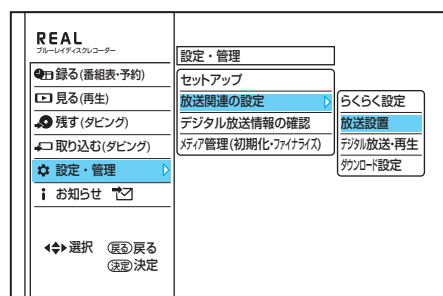 REAL
ブルーレイディスクレコーダー
録る(番組表・予約)
見る(再生)
残す(ダビング)
取り込む(ダビング)
設定・管理
お知らせ
選択 戻る 戻る
決定 決定
設定・管理
セットアップ
放送関連の設定
デジタル放送情報の確認
メディア管理(初期化・ファイナライズ)
らくらく設定
放送設置
デジタル放送・再生
ダウンロード設定